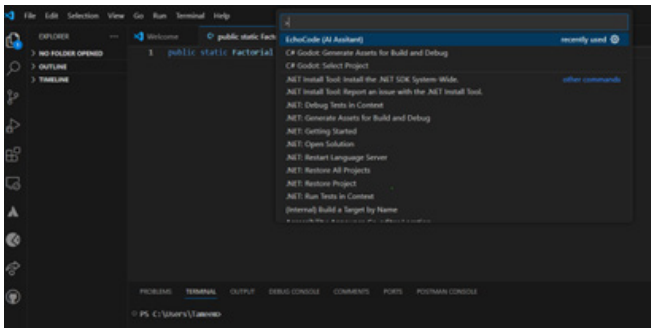 File Edit Selection View Go Run Terminal Help
EXPLORER
Welcome
public static Fact
NO FOLDER OPENED
OUTLINE
TIMELINE
1 public static Factorial
>
EchoCode (AI Assitant) recently used
C# Godot: Generate Assets for Build and Debug
C# Godot: Select Project
.NET Install Tool: Install the .NET SDK System-Wide. other commands
.NET Install Tool: Report an issue with the .NET Install Tool.
.NET: Debug Tests in Context
.NET: Generate Assets for Build and Debug
.NET: Getting Started
.NET: Open Solution
.NET: Restart Language Server
.NET: Restore All Projects
.NET: Restore Project
.NET: Run Tests in Context
(Internal) Build a Target by Name
PROBLEMS TERMINAL OUTPUT DEBUG CONSOLE COMMENTS PORTS POSTMAN CONSOLE
PS C:\Users\Tameem>